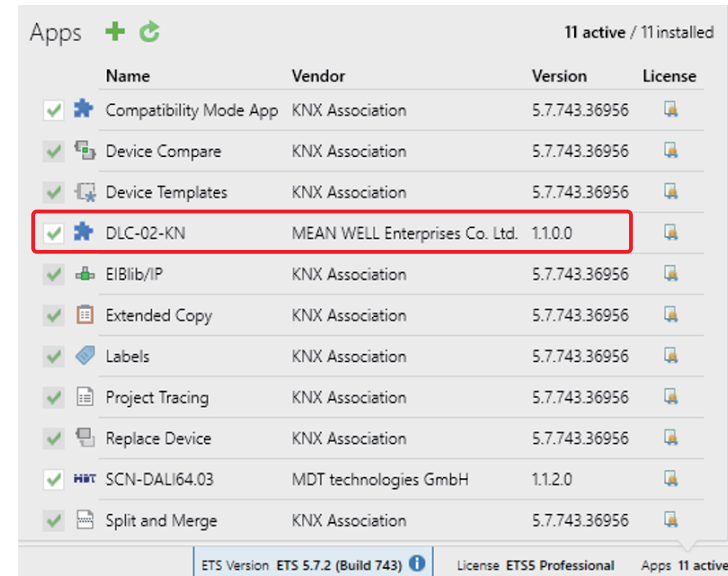 Apps 11 active / 11 installed
Name Vendor Version License
Compatibility Mode App KNX Association 5.7.743.36956
Device Compare KNX Association 5.7.743.36956
Device Templates KNX Association 5.7.743.36956
DLC-02-KN MEAN WELL Enterprises Co. Ltd. 1.1.0.0
EIBlib/IP KNX Association 5.7.743.36956
Extended Copy KNX Association 5.7.743.36956
Labels KNX Association 5.7.743.36956
Project Tracing KNX Association 5.7.743.36956
Replace Device KNX Association 5.7.743.36956
MDT SCN-DALI64.03 MDT technologies GmbH 1.1.2.0
Split and Merge KNX Association 5.7.743.36956
ETS Version ETS 5.7.2 (Build 743) License ETS5 Professional Apps 11 active